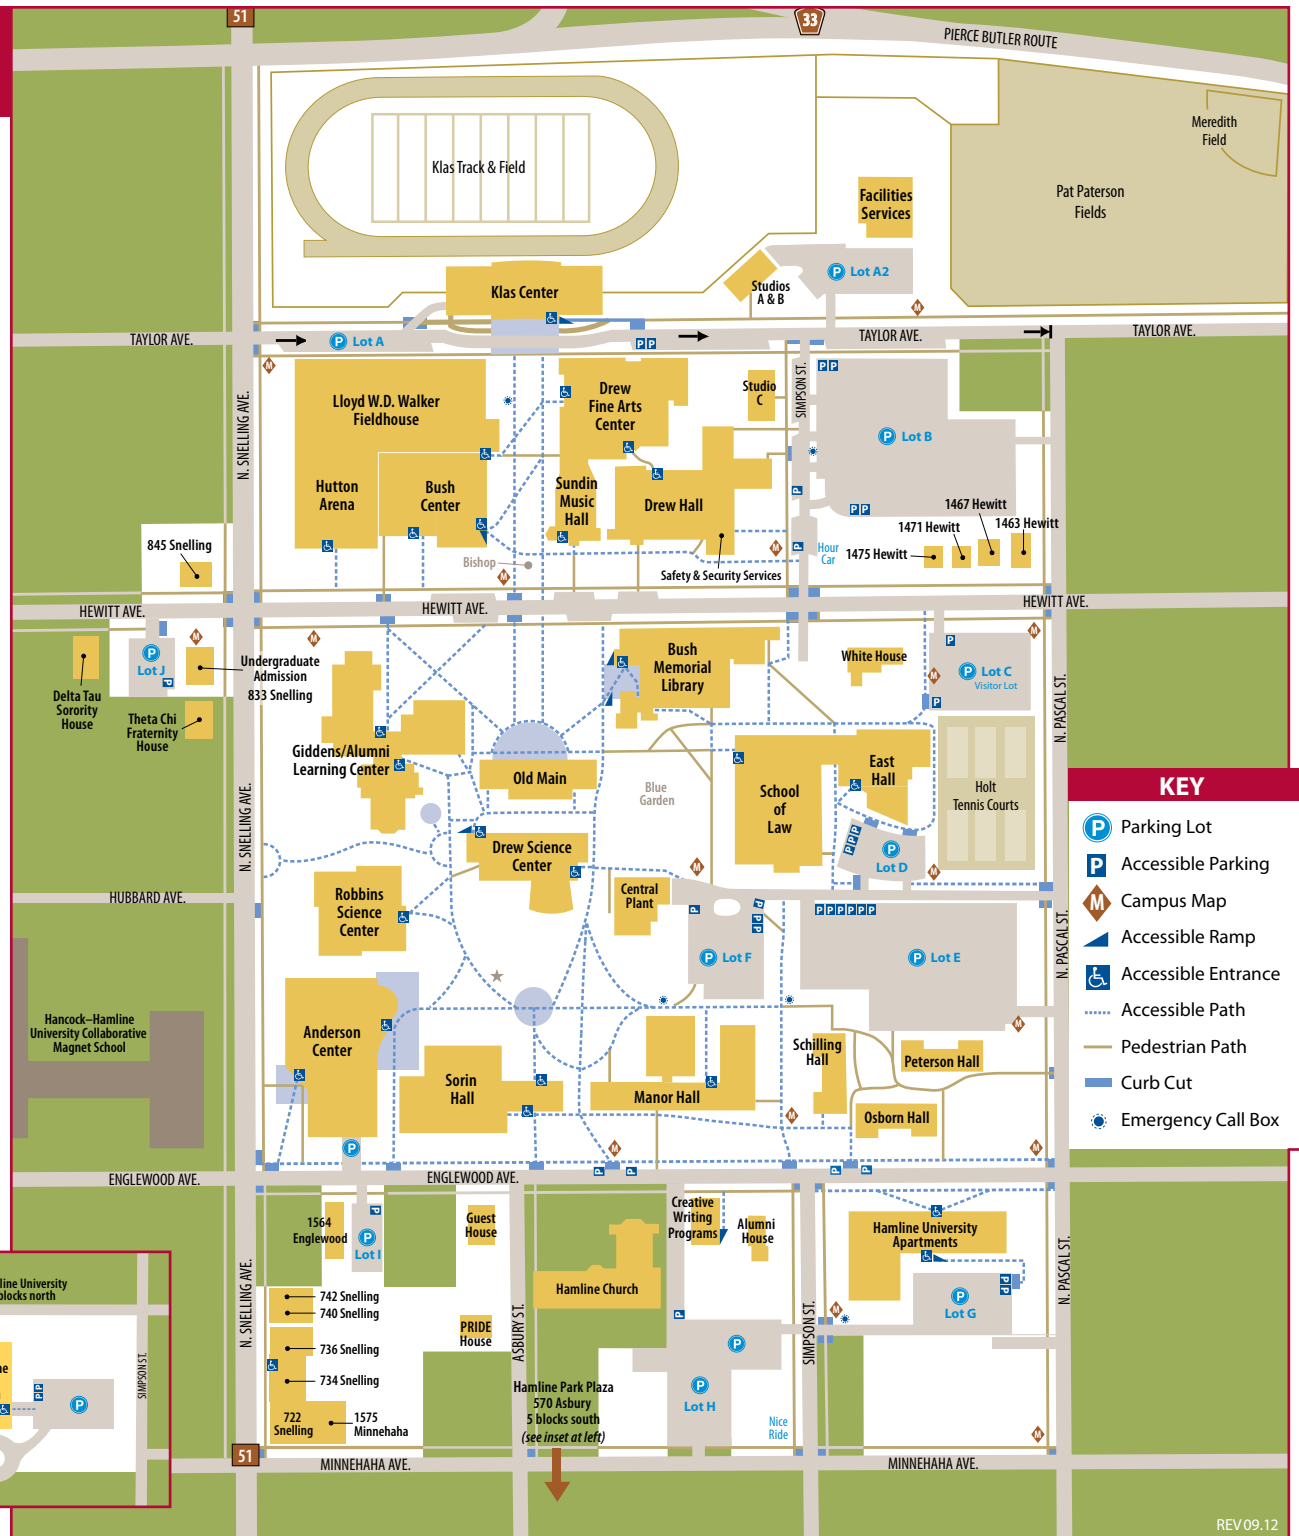 51
33
PIERCE BUTLER ROUTE
Meredith
Field
Klas Track & Field
Pat Paterson
Fields
Facilities
Services
P Lot A2
Studios
A & B
Klas Center
M
TAYLOR AVE.
P Lot A
P P
TAYLOR AVE.
TAYLOR AVE.
M
Lloyd W.D. Walker
Fieldhouse
Drew
Fine Arts
Center
Studio
C
SIMPSON ST.
P P
N. SNELLING AVE.
P Lot B
Hutton
Arena
Bush
Center
Sundin
Music
Hall
Drew Hall
P
P P
1467 Hewitt
1471 Hewitt
1463 Hewitt
1475 Hewitt
845 Snelling
Bishop
M
M
P
Hour
Car
Safety & Security Services
HEWITT AVE.
HEWITT AVE.
HEWITT AVE.
M
M
M
P
Lot J
P
Undergraduate
Admission
833 Snelling
Delta Tau
Sorority
House
Theta Chi
Fraternity
House
Bush
Memorial
Library
White House
P
P Lot C
Visitor Lot
M
P
N. PASCAL ST.
Giddens/Alumni
Learning Center
Old Main
Blue
Garden
School
of
Law
East
Hall
Holt
Tennis Courts
N. SNELLING AVE.
KEY
P Parking Lot
P Accessible Parking
M Campus Map
Accessible Ramp
Accessible Entrance
Accessible Path
Pedestrian Path
Curb Cut
Emergency Call Box
Drew Science
Center
P P P
P
Lot D
M
M
Central
Plant
HUBBARD AVE.
Robbins
Science
Center
P
P
P P
P P P P P P
P Lot F
P Lot E
N. PASCAL ST.
Hancock–Hamline
University Collaborative
Magnet School
Anderson
Center
M
Schilling
Hall
Peterson Hall
Sorin
Hall
Manor Hall
M
Osborn Hall
P
M
M
ENGLEWOOD AVE.
ENGLEWOOD AVE.
P P
P P
1564
Englewood
P
P
Lot I
Guest
House
Creative
Writing
Programs
Alumni
House
Hamline University
Apartments
N. SNELLING AVE.
N. PASCAL ST.
Hamline Church
742 Snelling
740 Snelling
P P
P
Lot G
M
P
PRIDE
House
ASBURY ST.
SIMPSON ST.
736 Snelling
734 Snelling
P
P
Lot H
722
Snelling
1575
Minnehaha
Hamline Park Plaza
570 Asbury
5 blocks south
(see inset at left)
Nice
Ride
M
51
MINNEHAHA AVE.
MINNEHAHA AVE.
line University
blocks north
SIMPSON ST.
ne
P P
P
REV 09.12